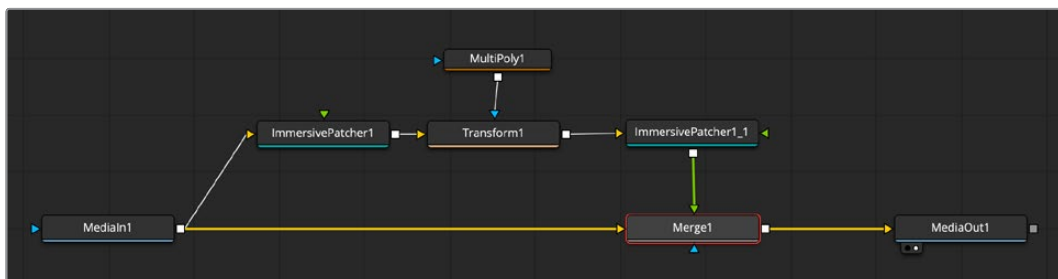 MultiPoly1
ImmersivePatcher1
Transform1
ImmersivePatcher1_1
MediaIn1
Merge1
MediaOut1